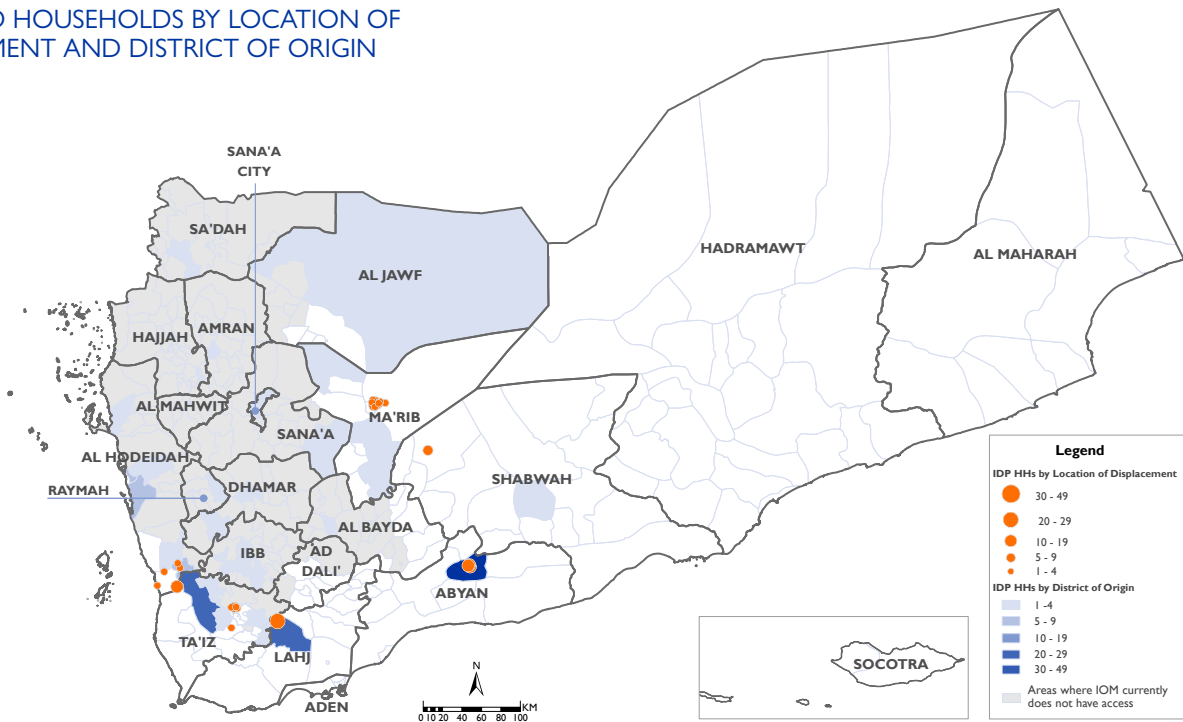 HOUSEHOLDS BY LOCATION OF
AND DISTRICT OF ORIGIN
SANA'A
CITY
SA'DAH
AL JAWF
HADRAMAWT
AL MAHARAH
HAJJAH
AMRAN
AL MAHWIT
MA'RIB
SANA'A
AL HODEIDAH
RAYMAH
DHAMAR
SHABWAH
AL BAYDA
IBB
AD
DALI'
ABYAN
TA'IZ
LAHJ
ADEN
SOCOTRA
N
0 10 20 40 60 80 100
KM
Legend
IDP HHs by Location of Displacement
30 - 49
20 - 29
10 - 19
5 - 9
1 - 4
IDP HHs by District of Origin
1 -4
5 - 9
10 - 19
20 - 29
30 - 49
Areas where IOM currently
does not have access